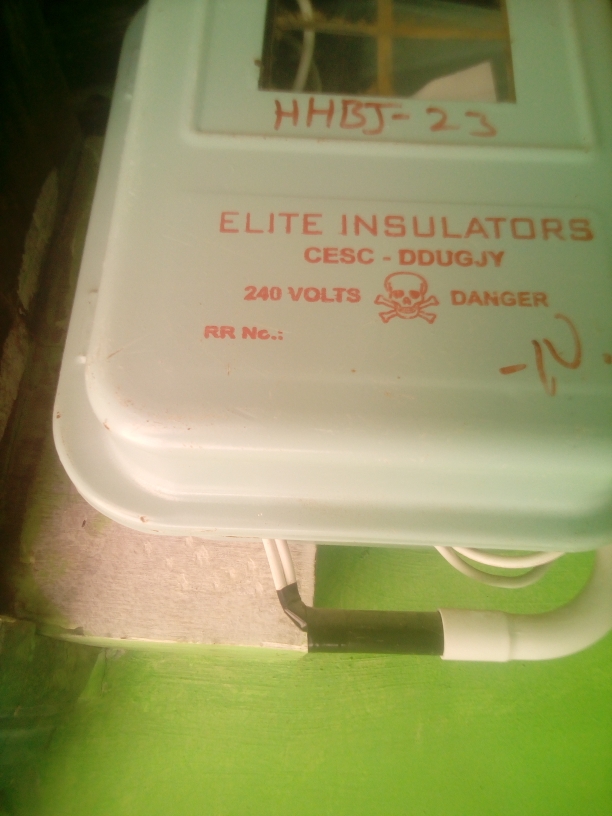 HHBJ-23
ELITE INSULATORS
CESC - DDUGJY
240 VOLTS DANGER
RR No.: